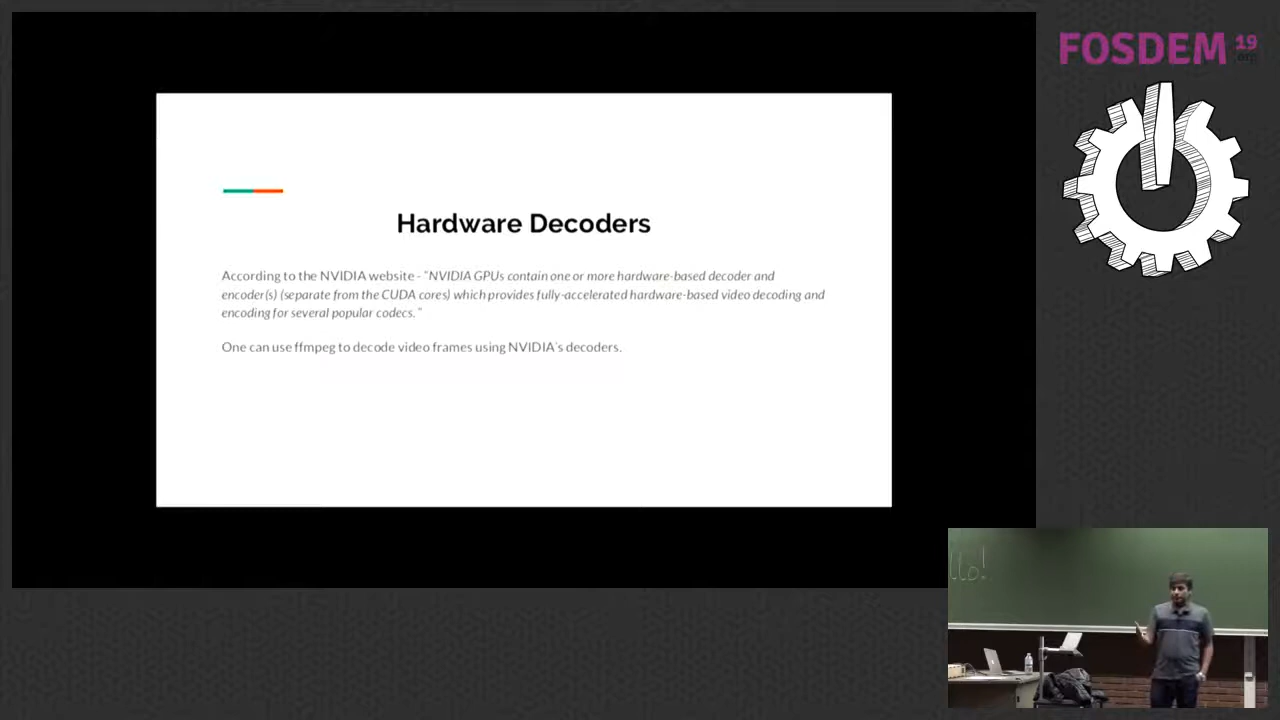 FOSDEM 19
.org
Hardware Decoders
According to the NVIDIA website - "NVIDIA GPUs contain one or more hardware-based decoder and
encoder(s) (separate from the CUDA cores) which provides fully-accelerated hardware-based video decoding and
encoding for several popular codecs."
One can use ffmpeg to decode video frames using NVIDIA's decoders.
llo!